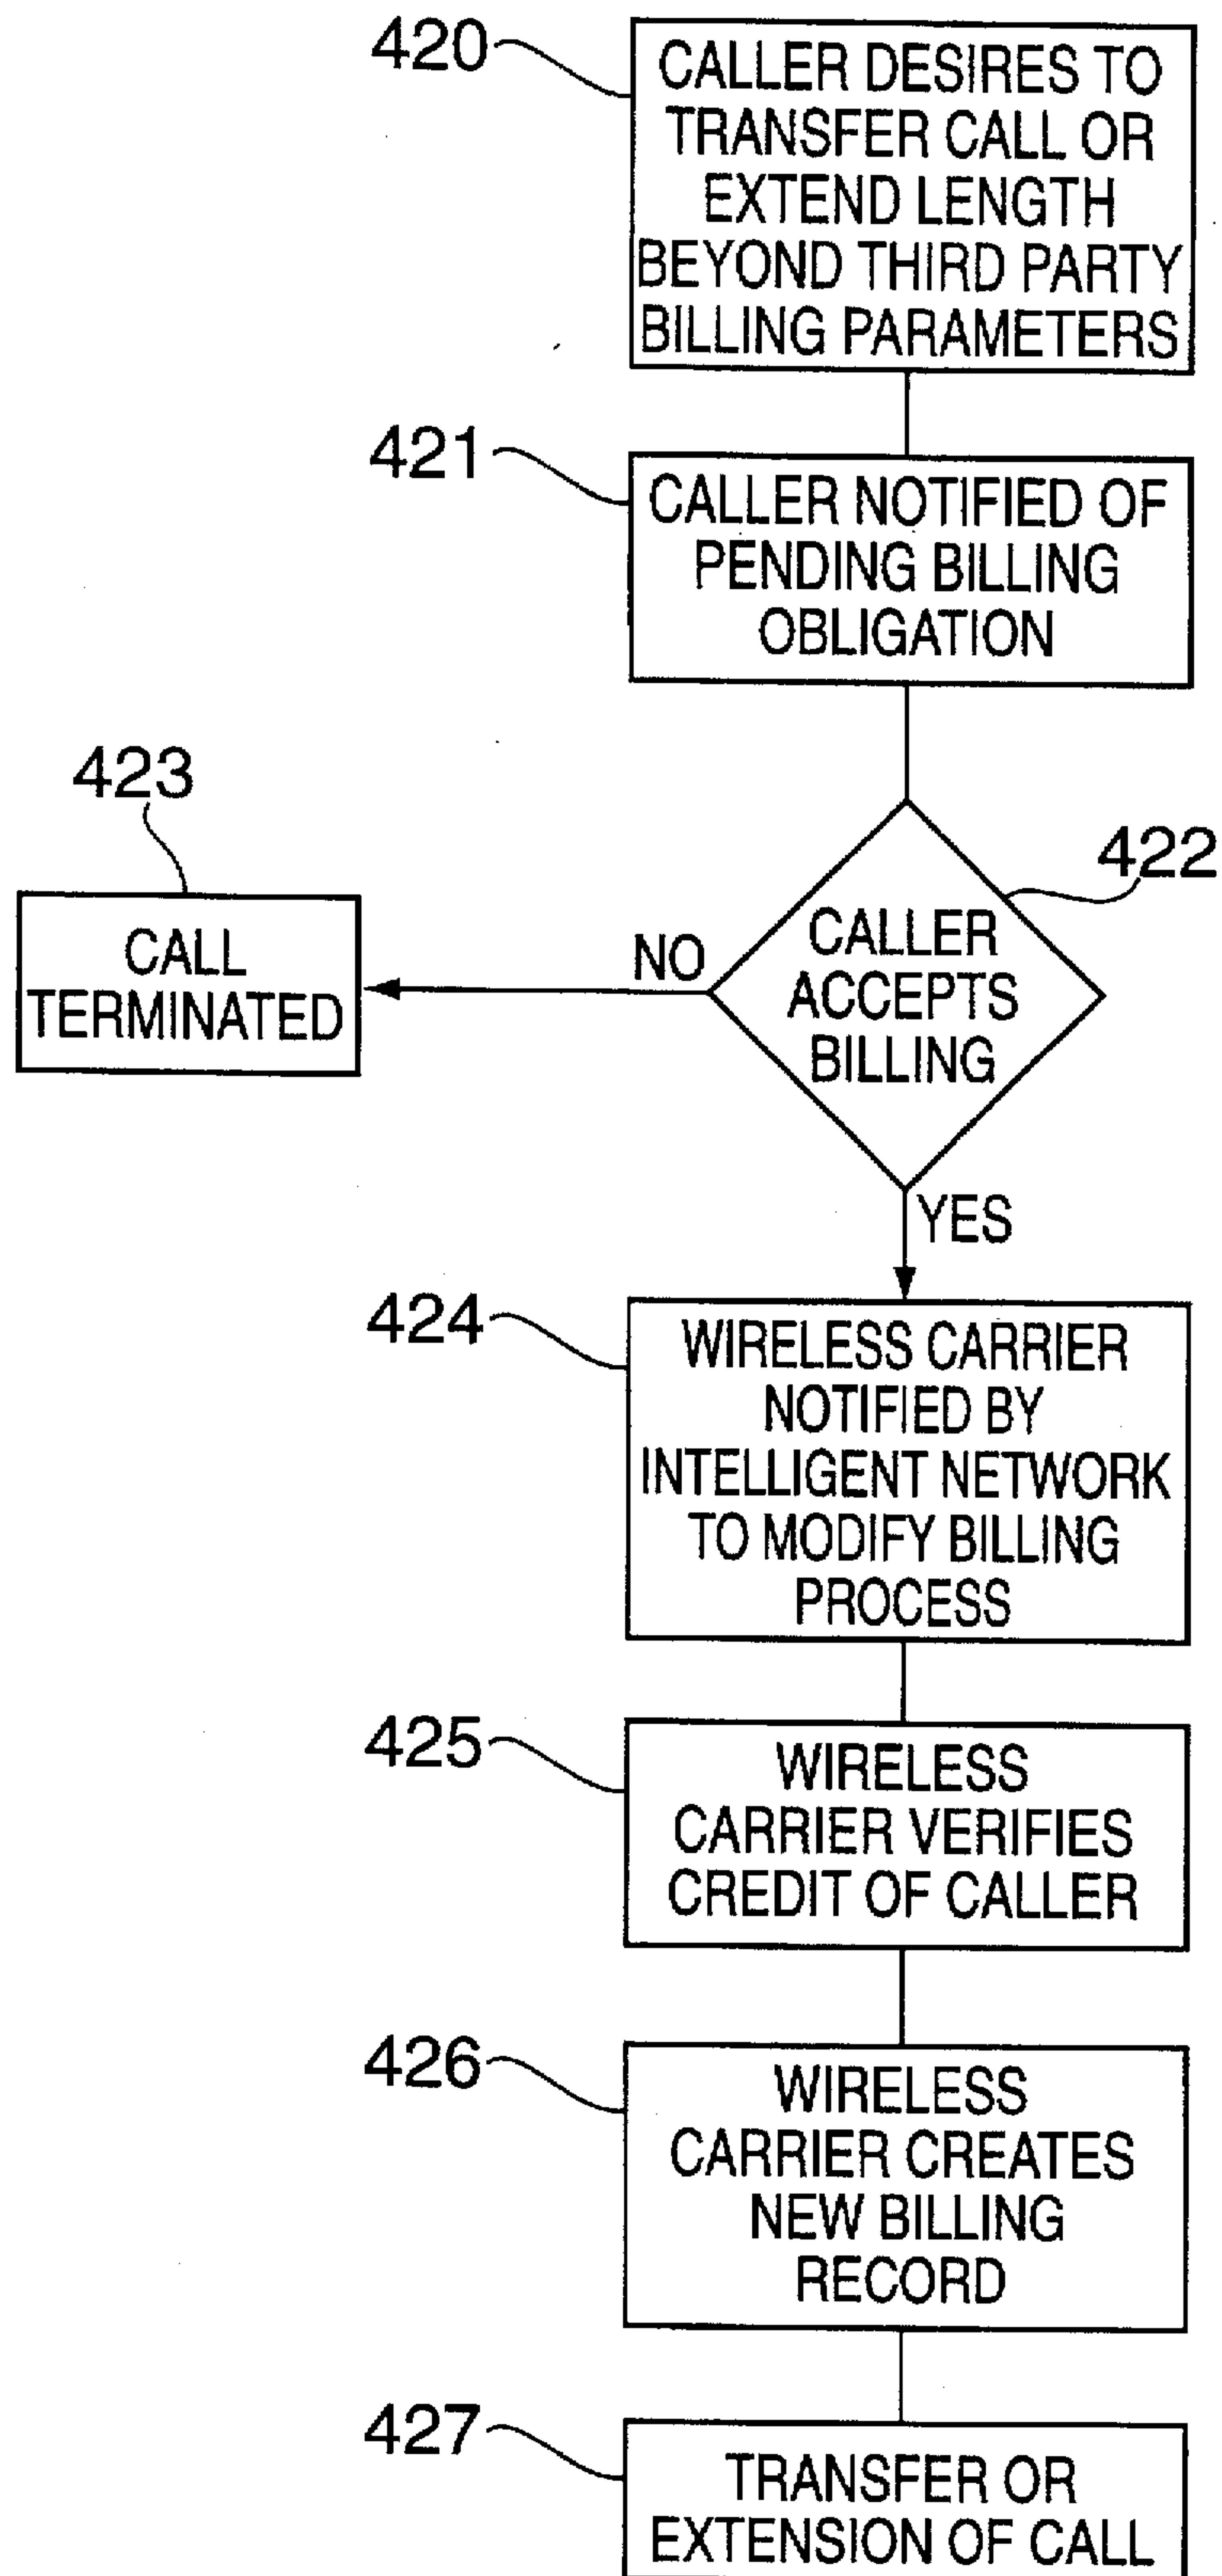 420
CALLER DESIRES TO
TRANSFER CALL OR
EXTEND LENGTH
BEYOND THIRD PARTY
BILLING PARAMETERS
421
CALLER NOTIFIED OF
PENDING BILLING
OBLIGATION
423
CALL
TERMINATED
NO
422
CALLER
ACCEPTS
BILLING
YES
424
WIRELESS CARRIER
NOTIFIED BY
INTELLIGENT NETWORK
TO MODIFY BILLING
PROCESS
425
WIRELESS
CARRIER VERIFIES
CREDIT OF CALLER
426
WIRELESS
CARRIER CREATES
NEW BILLING
RECORD
427
TRANSFER OR
EXTENSION OF CALL